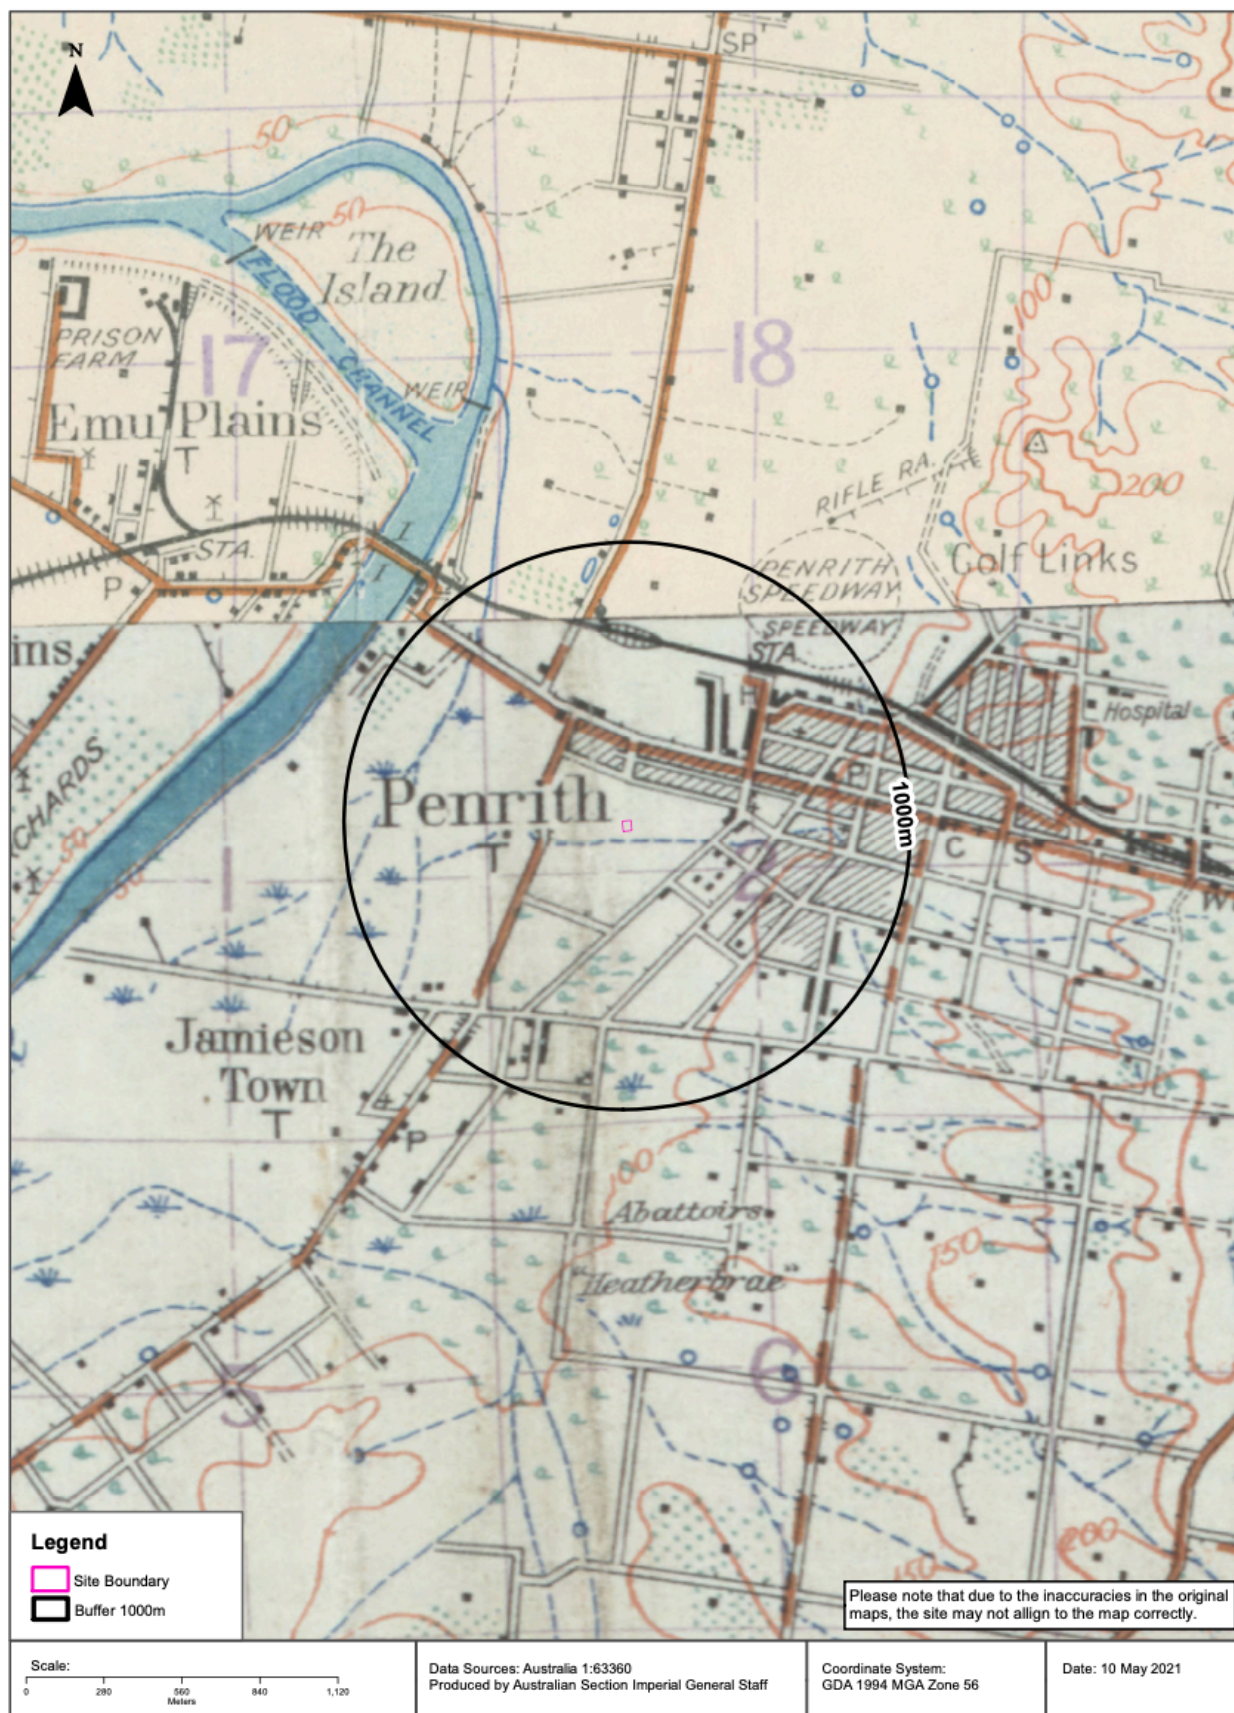 N
SP
50
WEIR
50
The
Island
FLOOD
CHANNEL
WEIR
PRISON
FARM
17
18
100
Emu Plains
T
RIFLE RA.
200
STA.
Golf Links
PENRITH
SPEEDWAY
P
SPEEDWAY
STA
ins
H
Hospital
T
P
1000m
Penrith
T
CHARDS
50
50
1
2
C
S
W
Jamieson
Town
T
P
100
Abattoirs
150
"Heatherbrae"
5
6
200
150
Legend
Site Boundary
Buffer 1000m
Please note that due to the inaccuracies in the original
maps, the site may not allign to the map correctly.
Scale:
0 280 560 840 1,120
Meters
Data Sources: Australia 1:63360
Produced by Australian Section Imperial General Staff
Coordinate System:
GDA 1994 MGA Zone 56
Date: 10 May 2021